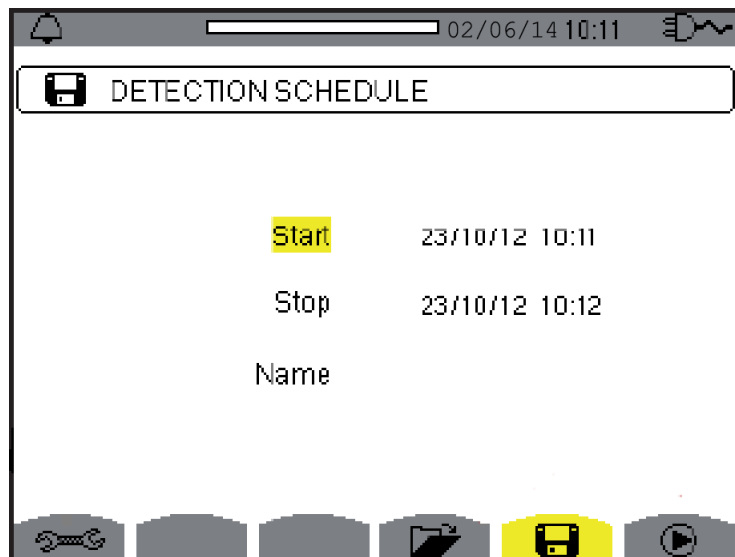 02/06/14 10:11
DETECTION SCHEDULE
Start 23/10/12 10:11
Stop 23/10/12 10:12
Name